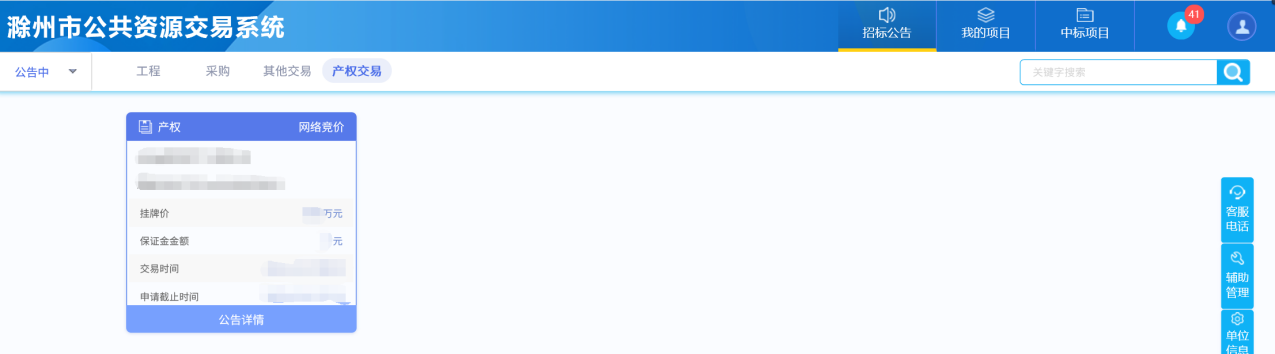 滁州市公共资源交易系统
招标公告
我的项目
中标项目
41
公告中
工程
采购
其他交易
产权交易
关键字搜索
产权
网络竞价
挂牌价
万元
保证金金额
元
交易时间
申请截止时间
公告详情
客服
电话
辅助
管理
单位
信息